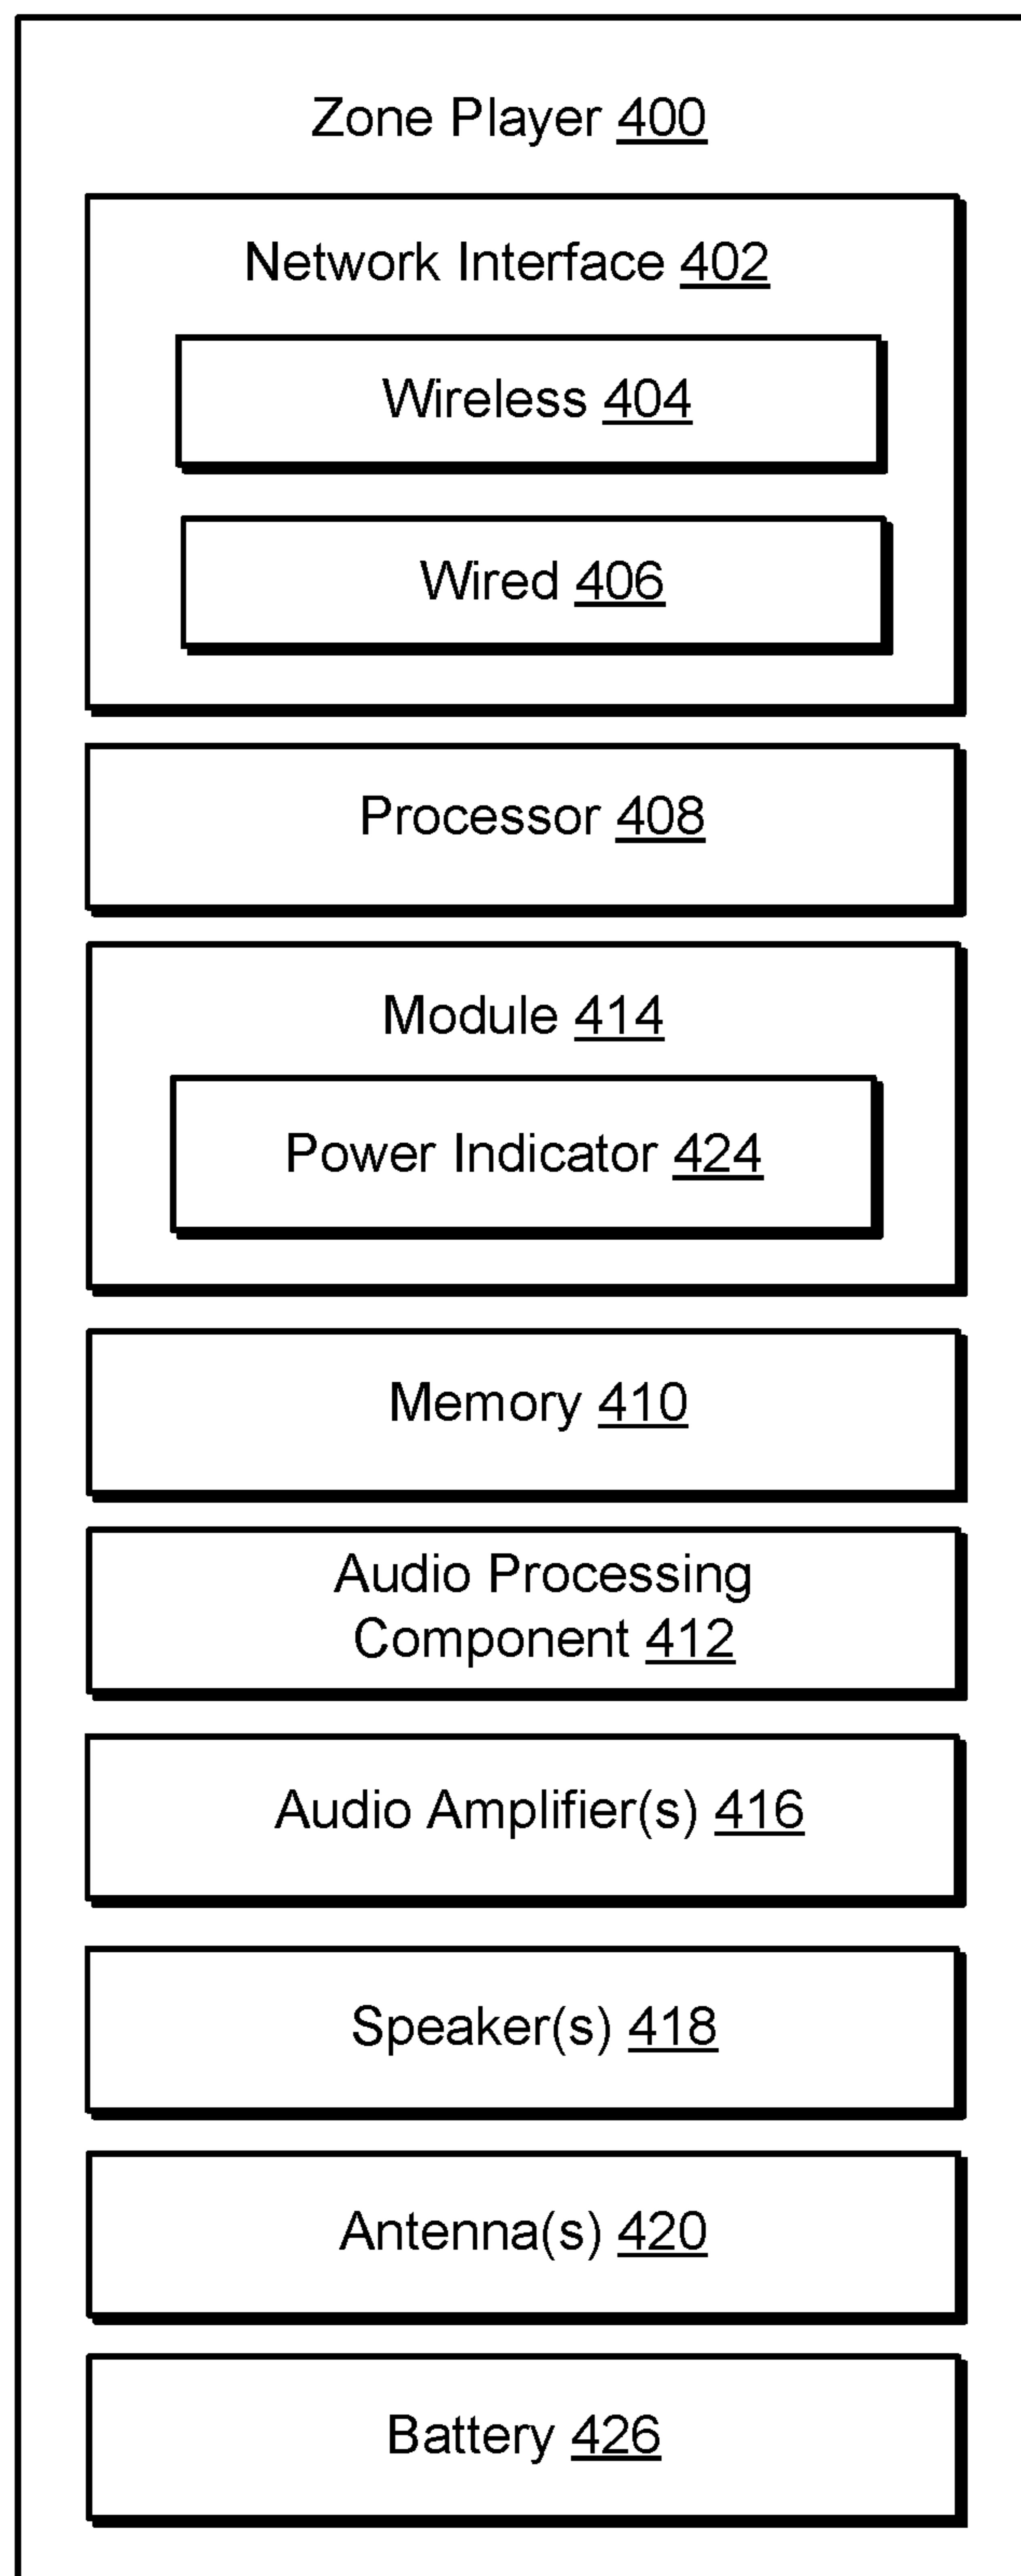 Zone Player 400
Network Interface 402
Wireless 404
Wired 406
Processor 408
Module 414
Power Indicator 424
Memory 410
Audio Processing
Component 412
Audio Amplifier(s) 416
Speaker(s) 418
Antenna(s) 420
Battery 426